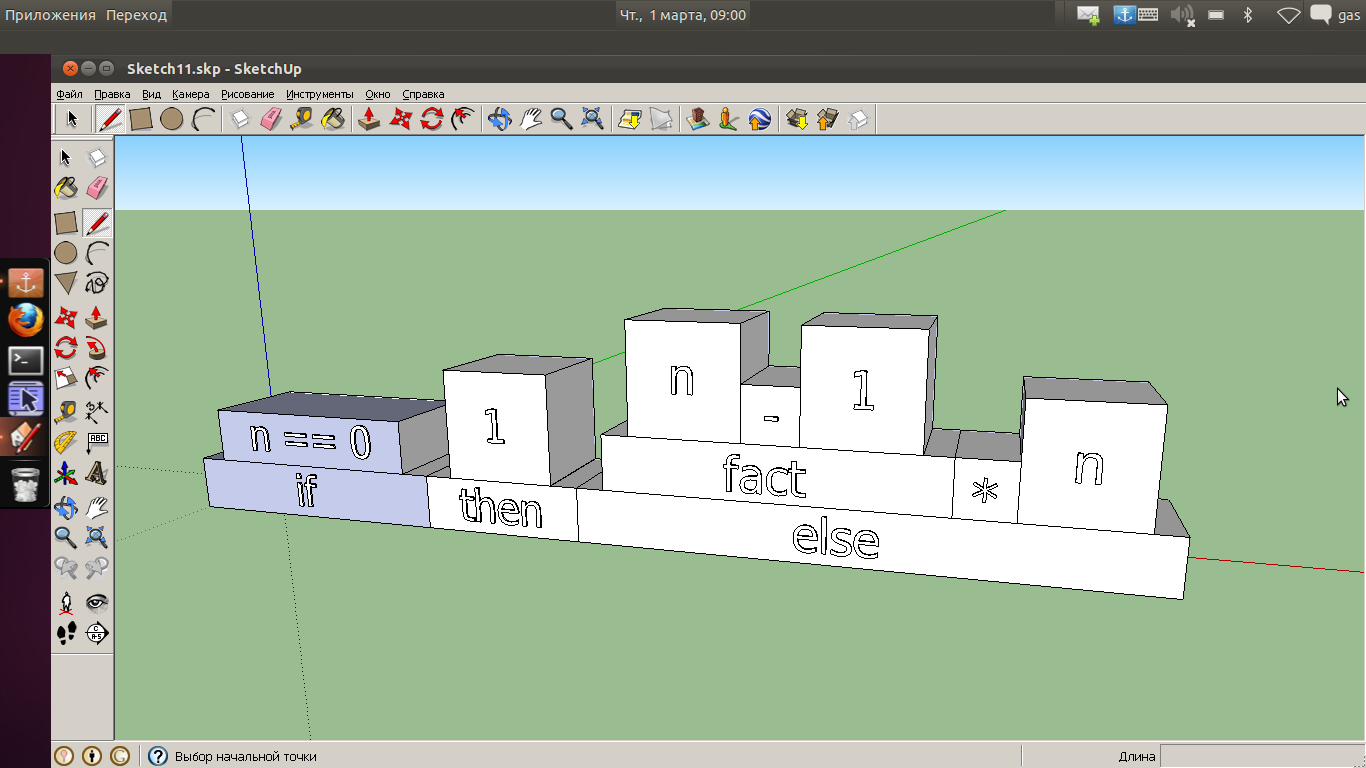 Приложения Переход
Чт., 1 марта, 09:00
gas
Sketch11.skp - SketchUp
Файл Правка Вид Камера Рисование Инструменты Окно Справка
n - 1
n == 0 1 fact * n
if then else
ABC
Выбор начальной точки
Длина